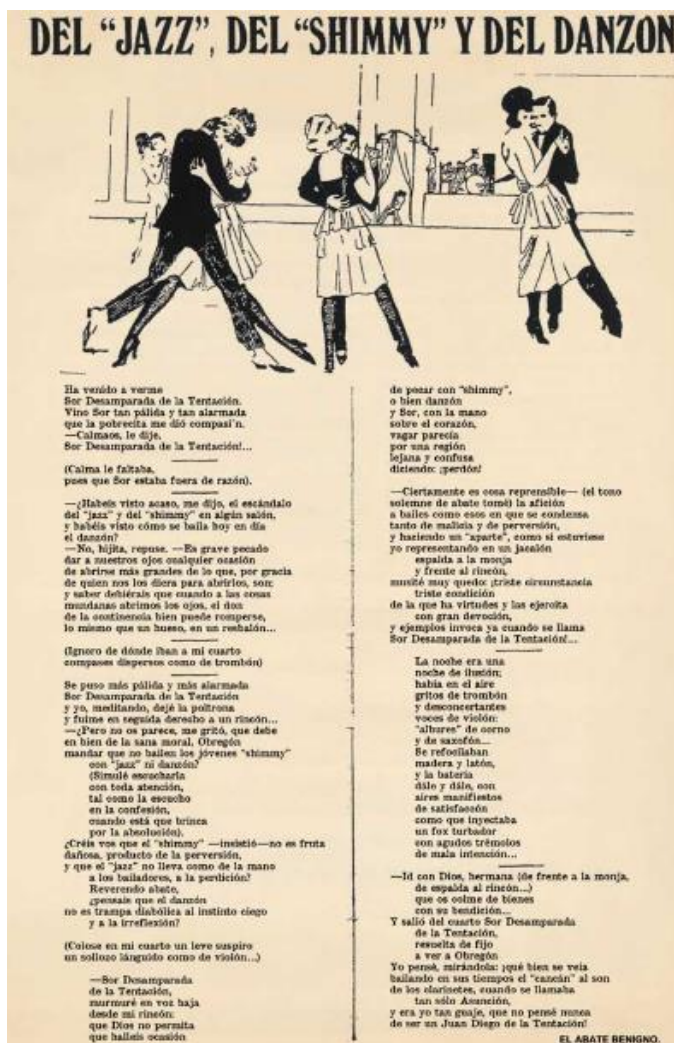 DEL "JAZZ", DEL "SHIMMY" Y DEL DANZON
Ha venido a verme
Sor Desamparada de la Tentación.
Vino Sor tan pálida y tan alarmada
que la pobrecita me dió compasi'n.
—Calmaos, le dije,
Sor Desamparada de la Tentación!...
(Calma le faltaba,
pues que Sor estaba fuera de razón).
—¿Habeis visto acaso, me dijo, el escándalo
del "jazz" y del "shimmy" en algún salón,
y habéis visto cómo se baila hoy en día
el danzón?
—No, hijita, repuse. —Es grave pecado
dar a nuestros ojos cualquier ocasión
de abrirse más grandes de lo que, por gracia
de quien nos los diera para abrirlos, son;
y saber debiérais que cuando a las cosas
mundanas abrimos los ojos, el don
de la continencia bien puede romperse,
lo mismo que un hueso, en un resbalón...
(Ignoro de dónde iban a mi cuarto
compases dispersos como de trombón)
Se puso más pálida y más alarmada
Sor Desamparada de la Tentación
y yo, meditando, dejé la poltrona
y fuime en seguida derecho a un rincón...
—¿Pero no os parece, me gritó, que debe
en bien de la sana moral, Obregón
mandar que no bailen los jóvenes "shimmy"
con "jazz" ni danzón?
(Simulé escucharla
con toda atención,
tal como la escucho
en la confesión,
cuando está que brinca
por la absolución).
¿Créis vos que el "shimmy" —insistió—no es fruta
dañosa, producto de la perversión,
y que el "jazz" no lleva como de la mano
a los bailadores, a la perdición?
Reverendo abate,
¿pensais que el danzón
no es trampa diabólica al instinto ciego
y a la irreflexión?
(Colose en mi cuarto un leve suspiro
un sollozo lánguido como de violón...)
—Sor Desamparada
de la Tentación,
murmuré en voz baja
desde mi rincón:
que Dios no permita
que halleis ocasión
de pecar con "shimmy",
o bien danzón
y Sor, con la mano
sobre el corazón,
vagar parecía
por una región
lejana y confusa
diciendo: ¡perdón!
—Ciertamente es cosa reprensible— (el tono
solemne de abate tomé) la afición
a bailes como esos en que se condensa
tanto de malicia y de perversión,
y haciendo un "aparte", como si estuviese
yo representando en un jacalón
espalda a la monja
y frente al rincón,
musité muy quedo: ¡triste circunstancia
triste condición
de la que ha virtudes y las ejercita
con gran devoción,
y ejemplos invoca ya cuando se llama
Sor Desamparada de la Tentación!...
La noche era una
noche de ilusión;
había en el aire
gritos de trombón
y desconcertantes
voces de violón:
"albures" de corno
y de saxofón...
Se refocilaban
madera y latón,
y la batería
dále y dále, con
aires manifiestos
de satisfacción
como que inyectaba
un fox turbador
con agudos trémolos
de mala intención...
—Id con Dios, hermana (de frente a la monja,
de espalda al rincón...)
que os colme de bienes
con su bendición...
Y salió del cuarto Sor Desamparada
de la Tentación,
resuelta de fijo
a ver a Obregón
Yo pensé, mirándola: ¡qué bien se veía
bailando en sus tiempos el "cancán" al son
de los clarinetes, cuando se llamaba
tan sólo Asunción,
y era yo tan guaje, que no pensé nunca
de ser un Juan Diego de la Tentación!
EL ABATE BENIGNO.